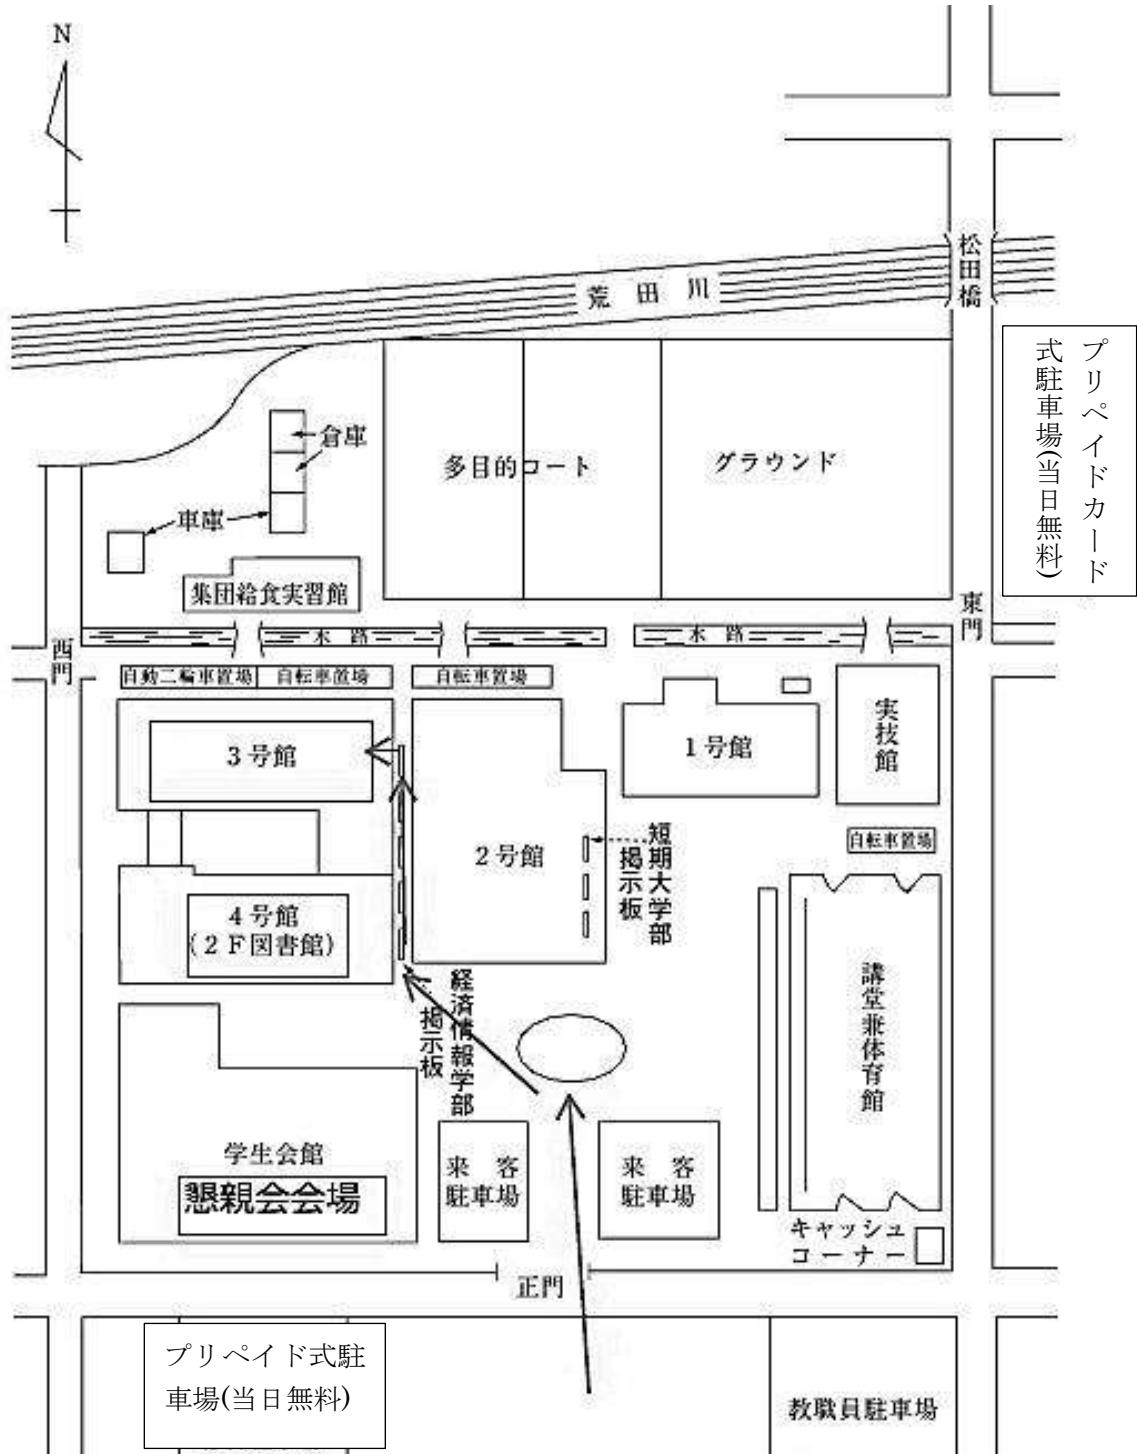 N
松田橋
荒田川
プリペイドカード
式駐車場(当日無料)
倉庫
多目的コート
グラウンド
車庫
集団給食実習館
東門
西門
水路
水路
自動二輪車置場
自転車置場
自転車置場
3号館
1号館
実技館
2号館
短期大学部
掲示板
自転車置場
4号館
(2F図書館)
経済情報学部
掲示板
講堂兼体育館
学生会館
懇親会会場
来客
駐車場
来客
駐車場
キャッシュ
コーナー
正門
プリペイド式駐
車場(当日無料)
教職員駐車場